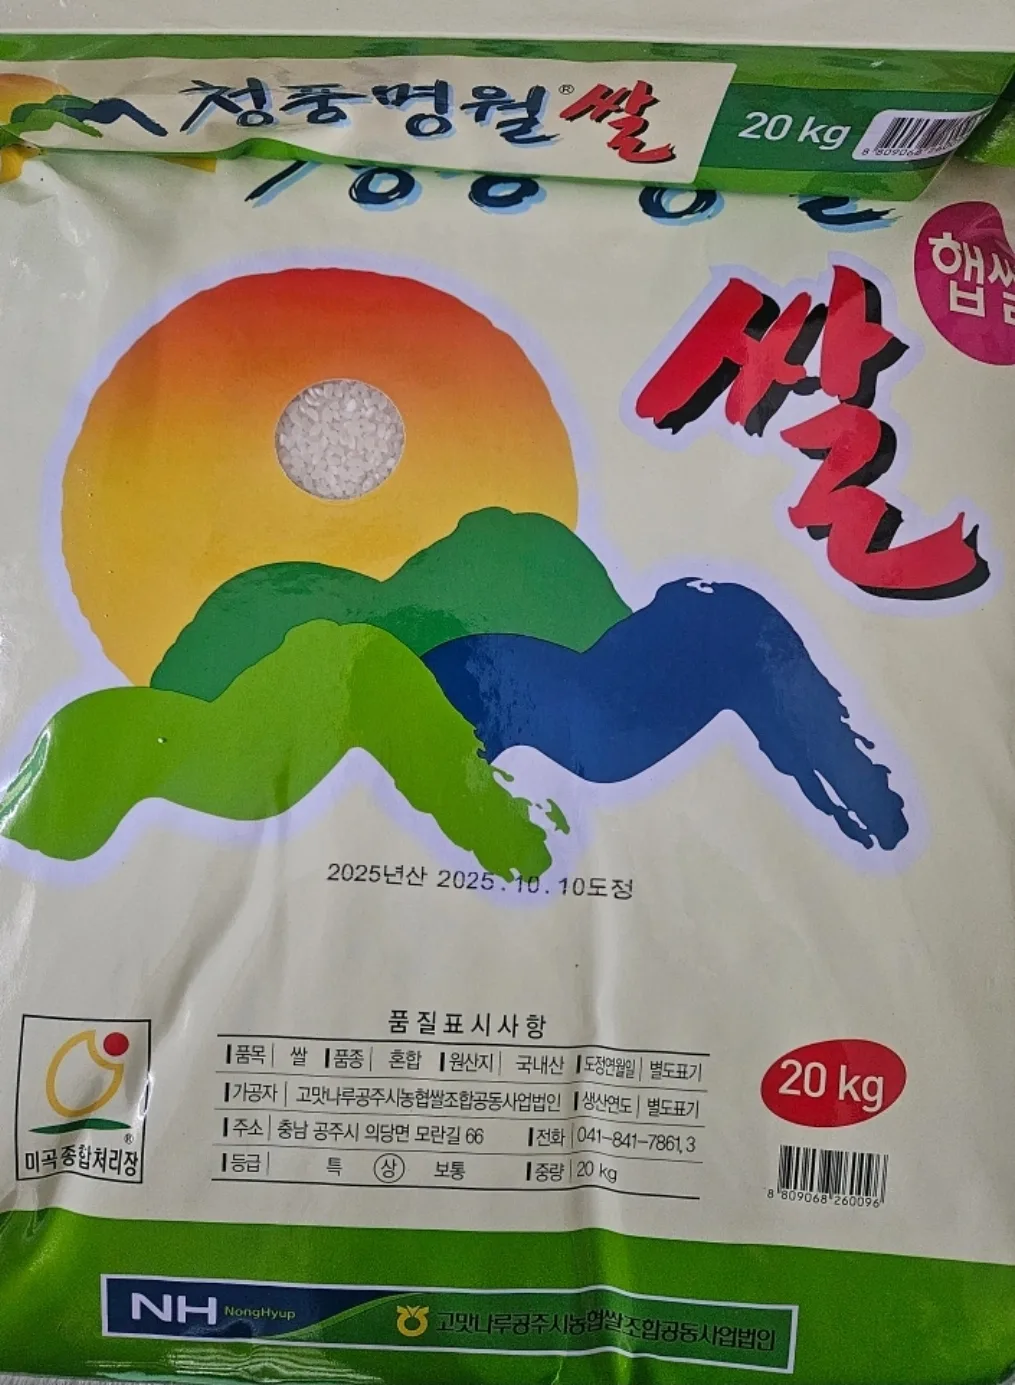 청풍명월® 쌀 20 kg
햅쌀
쌀
2025년산 2025.10.10도정
품질표시사항
품목 쌀 품종 혼합 원산지 국내산 도정연월일 별도표기
가공자 고맛나루공주시농협쌀조합공동사업법인 생산연도 별도표기
주소 충남 공주시 의당면 모란길 66 전화 041-841-7861,3
등급 특 상 보통 중량 20 kg
20 kg
8 809068 260096
미곡종합처리장®
NH NongHyup 고맛나루공주시농협쌀조합공동사업법인